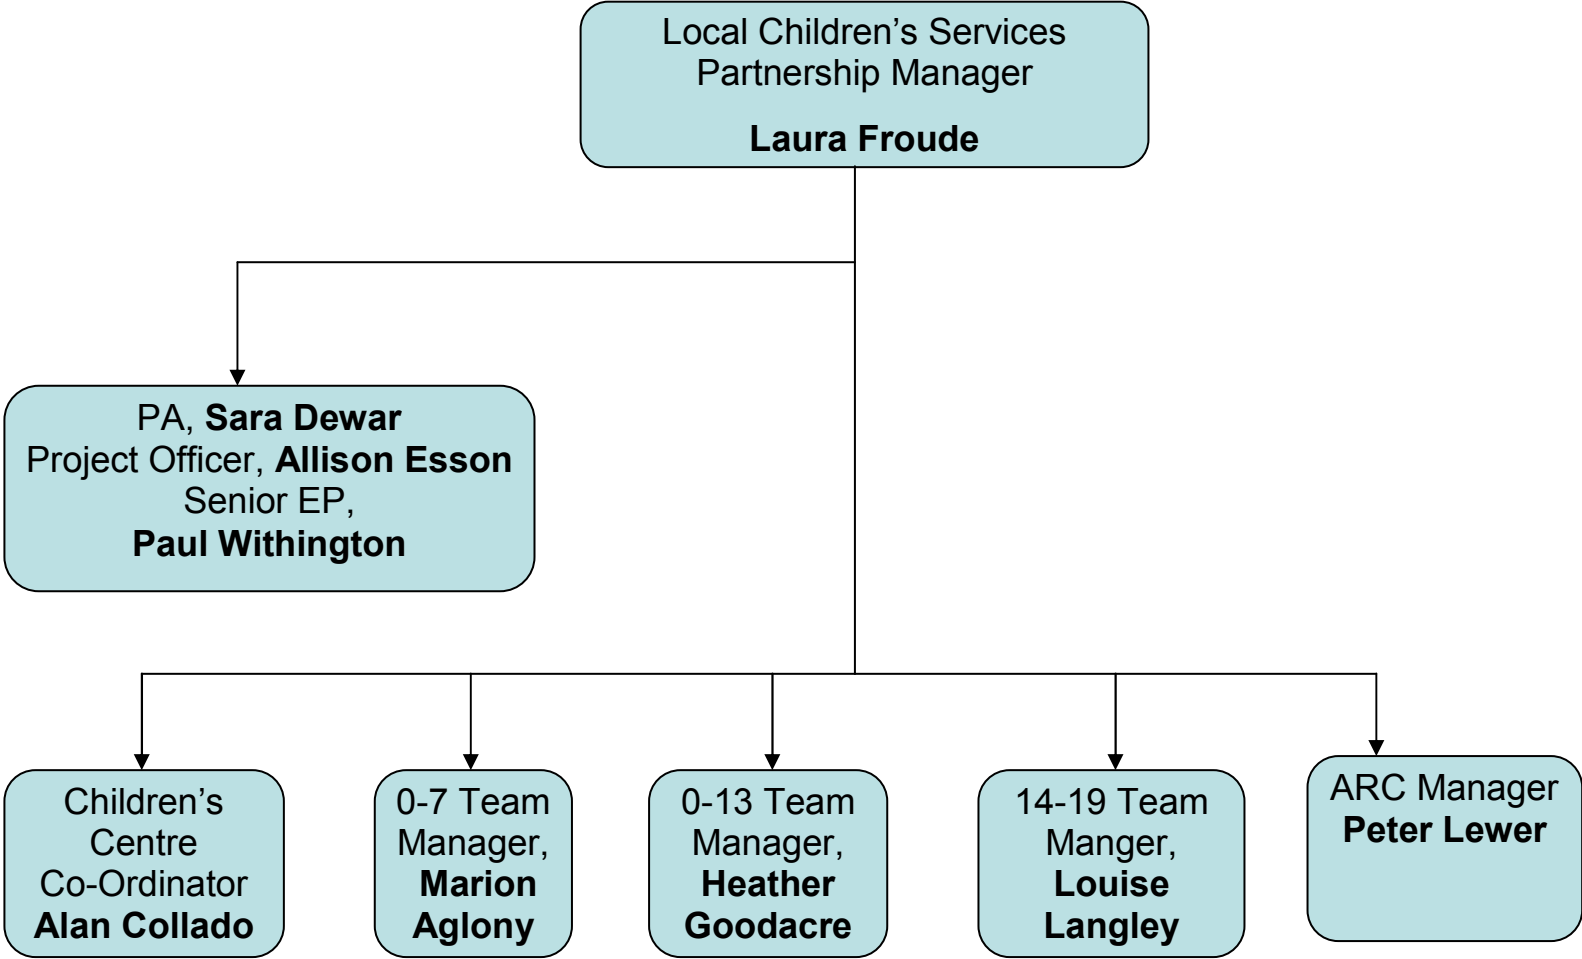 Local Children’s Services
Partnership Manager
Laura Froude
PA, Sara Dewar
Project Officer, Allison Esson
Senior EP,
Paul Withington
Children’s
Centre
Co-Ordinator
Alan Collado
0-7 Team
Manager,
Marion
Aglony
0-13 Team
Manager,
Heather
Goodacre
14-19 Team
Manger,
Louise
Langley
ARC Manager
Peter Lewer